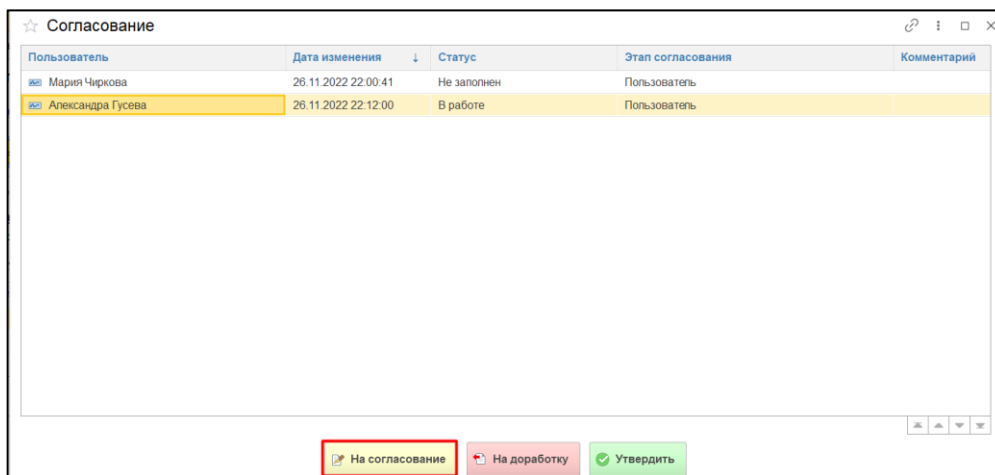 Согласование
Пользователь Дата изменения ↓ Статус Этап согласования Комментарий
Мария Чиркова 26.11.2022 22:00:41 Не заполнен Пользователь
Александра Гусева 26.11.2022 22:12:00 В работе Пользователь
На согласование На доработку Утвердить